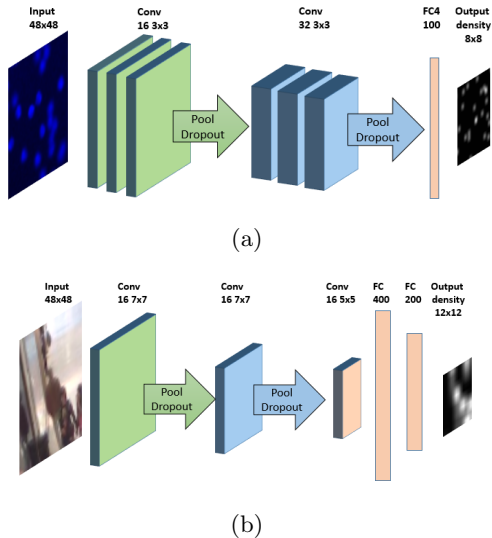 Input
48x48
Conv
16 3x3
Conv
32 3x3
FC4
100
Output
density
8x8
Pool
Dropout
Pool
Dropout
(a)
Input
48x48
Conv
16 7x7
Conv
16 7x7
Conv
16 5x5
FC
400
FC
200
Output
density
12x12
Pool
Dropout
Pool
Dropout
(b)